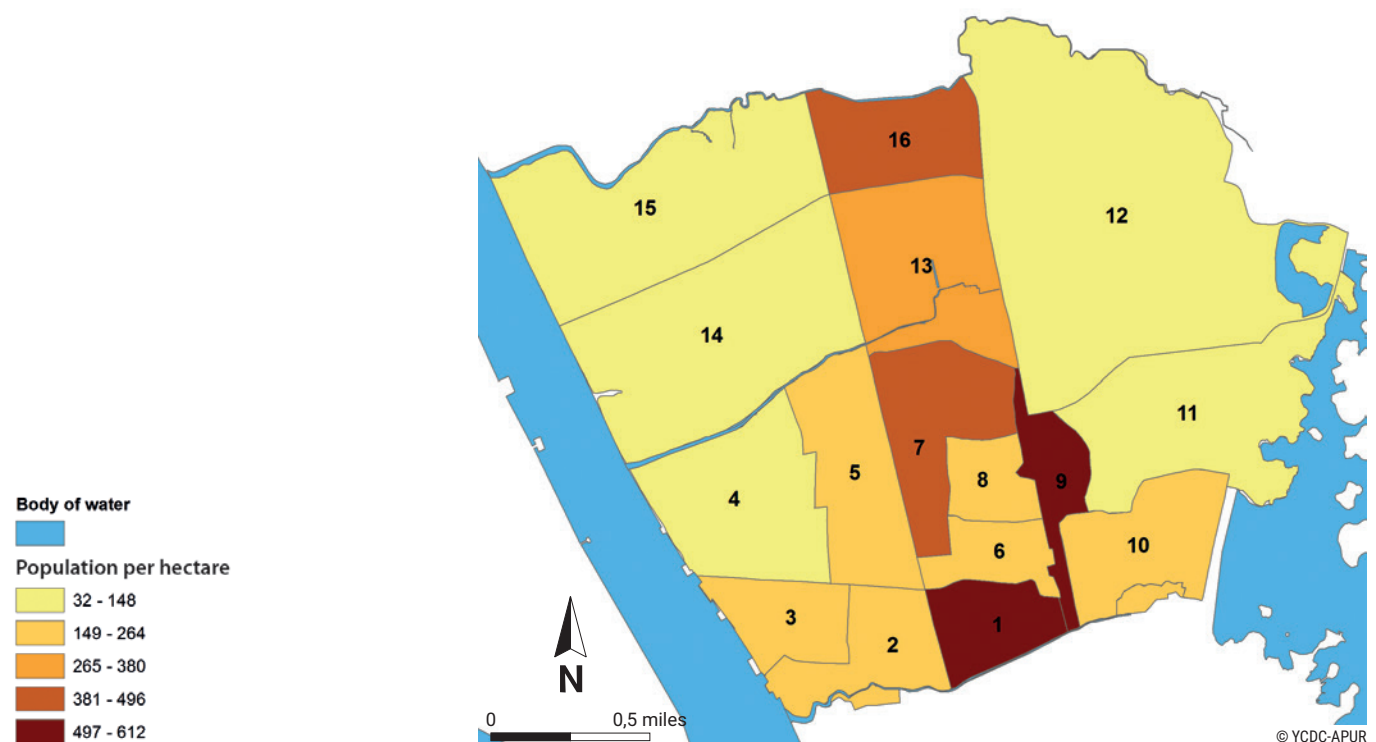 16
15
12
13
14
11
7
5
8
9
4
10
6
3
1
2
N
0 0,5 miles
Body of water
Population per hectare
32 - 148
149 - 264
265 - 380
381 - 496
497 - 612
© YCDC-APUR